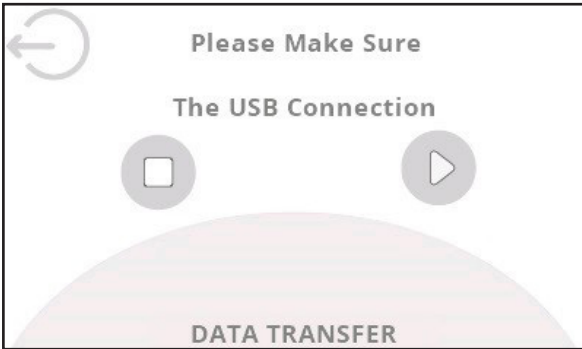 Please Make Sure
The USB Connection
DATA TRANSFER